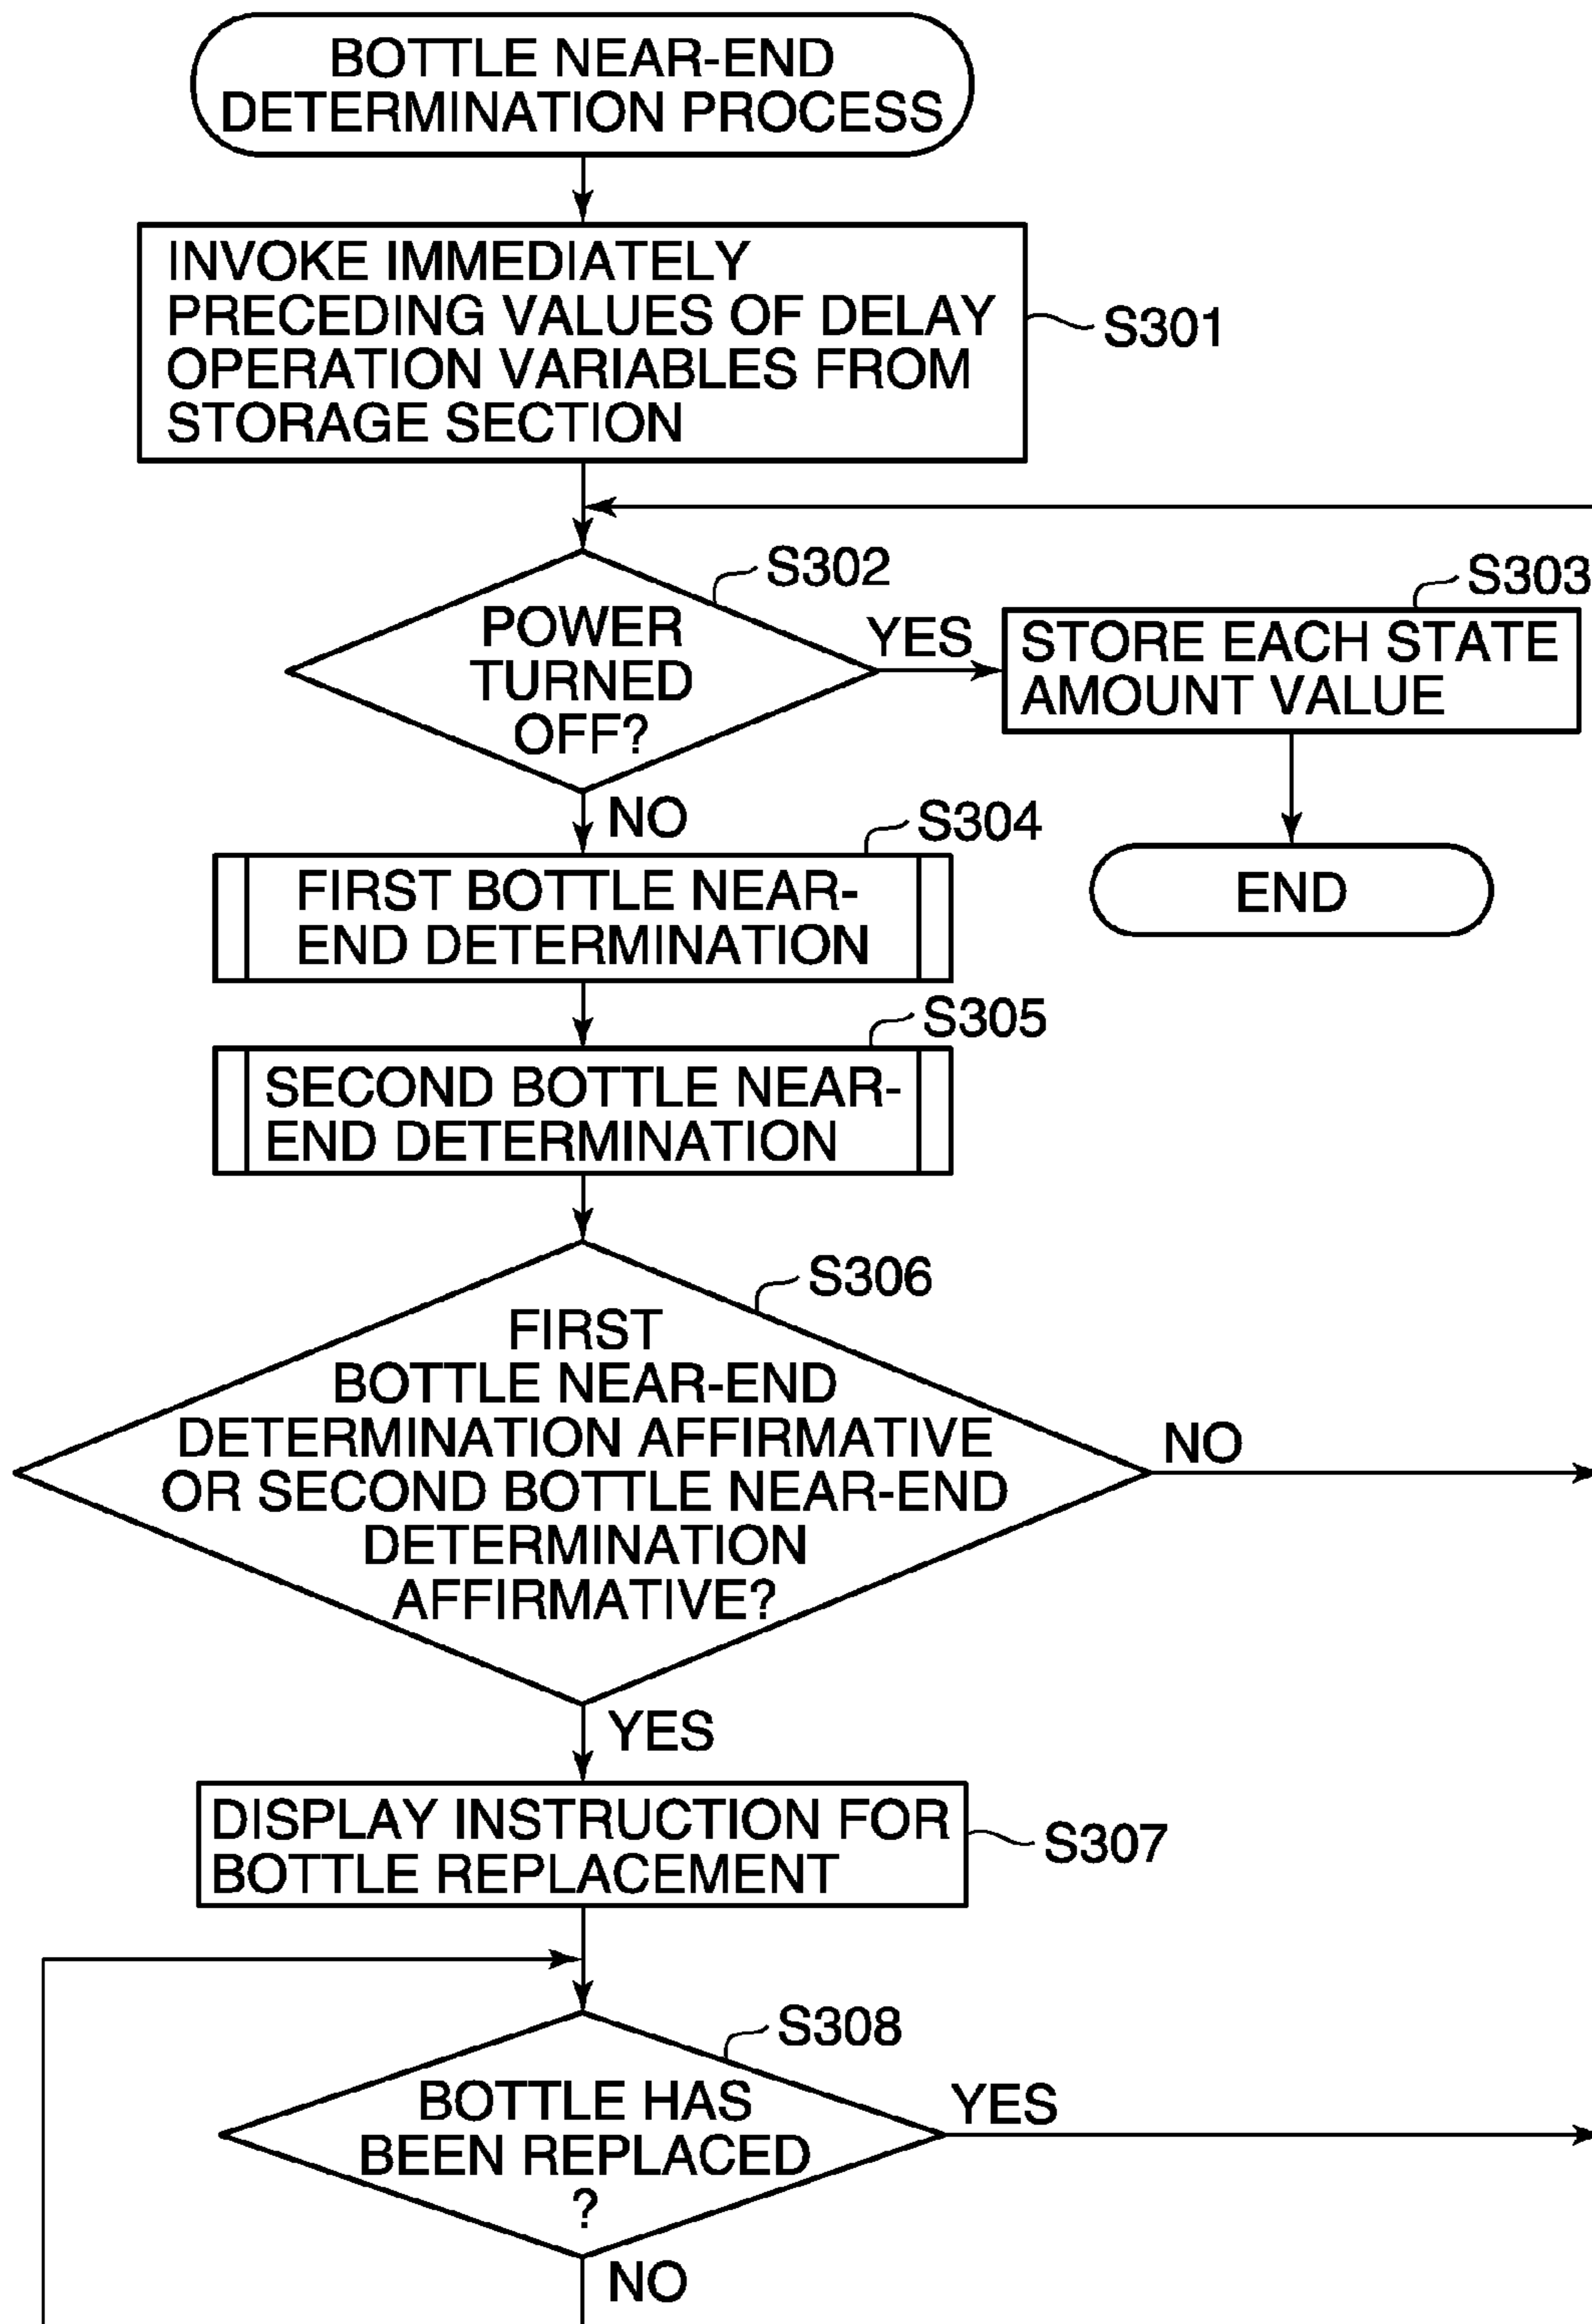 BOTTLE NEAR-END
DETERMINATION PROCESS
INVOKE IMMEDIATELY
PRECEDING VALUES OF DELAY
OPERATION VARIABLES FROM
STORAGE SECTION
S301
S302
POWER
TURNED
OFF?
YES
S303
STORE EACH STATE
AMOUNT VALUE
END
NO
S304
FIRST BOTTLE NEAR-
END DETERMINATION
S305
SECOND BOTTLE NEAR-
END DETERMINATION
S306
FIRST
BOTTLE NEAR-END
DETERMINATION AFFIRMATIVE
OR SECOND BOTTLE NEAR-END
DETERMINATION
AFFIRMATIVE?
NO
YES
DISPLAY INSTRUCTION FOR
BOTTLE REPLACEMENT
S307
S308
BOTTLE HAS
BEEN REPLACED
?
YES
NO